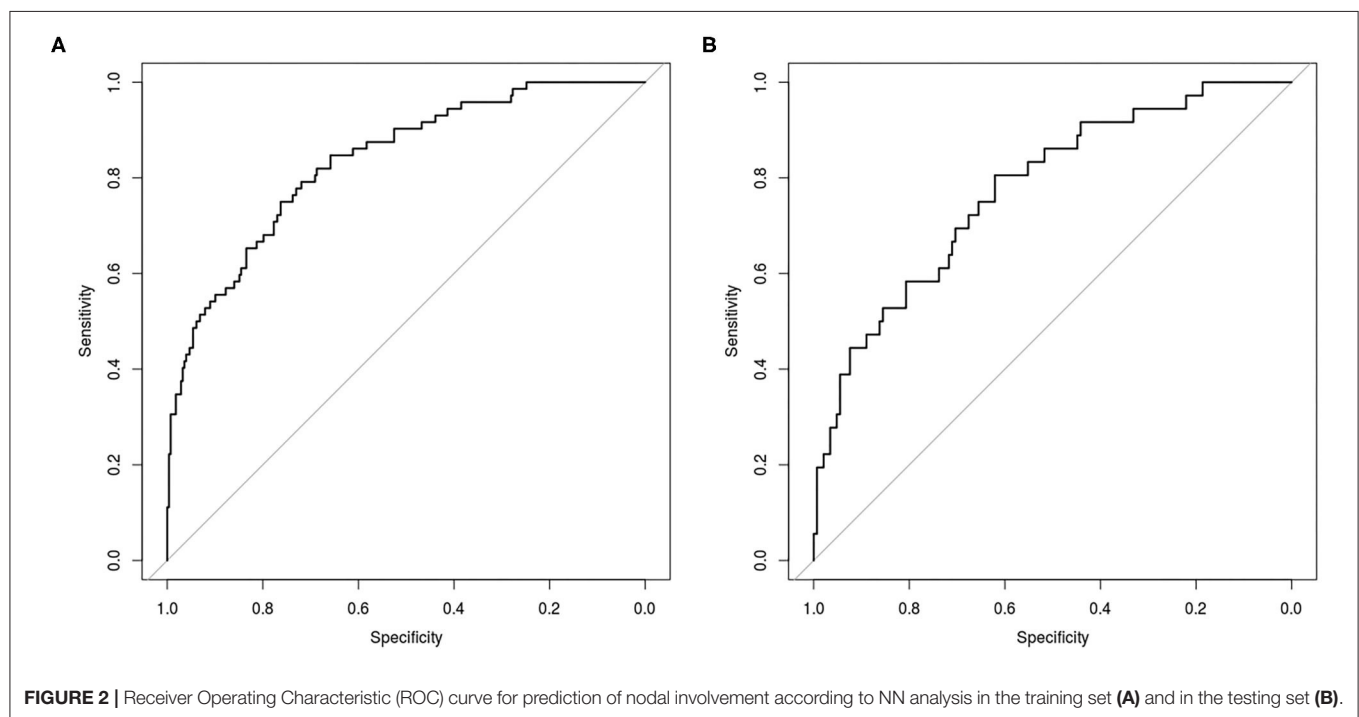 A
B
1.0
0.8
0.6
0.4
0.2
0.0
Sensitivity
1.0 0.8 0.6 0.4 0.2 0.0
Specificity
1.0
0.8
0.6
0.4
0.2
0.0
Sensitivity
1.0 0.8 0.6 0.4 0.2 0.0
Specificity
FIGURE 2 | Receiver Operating Characteristic (ROC) curve for prediction of nodal involvement according to NN analysis in the training set (A) and in the testing set (B).